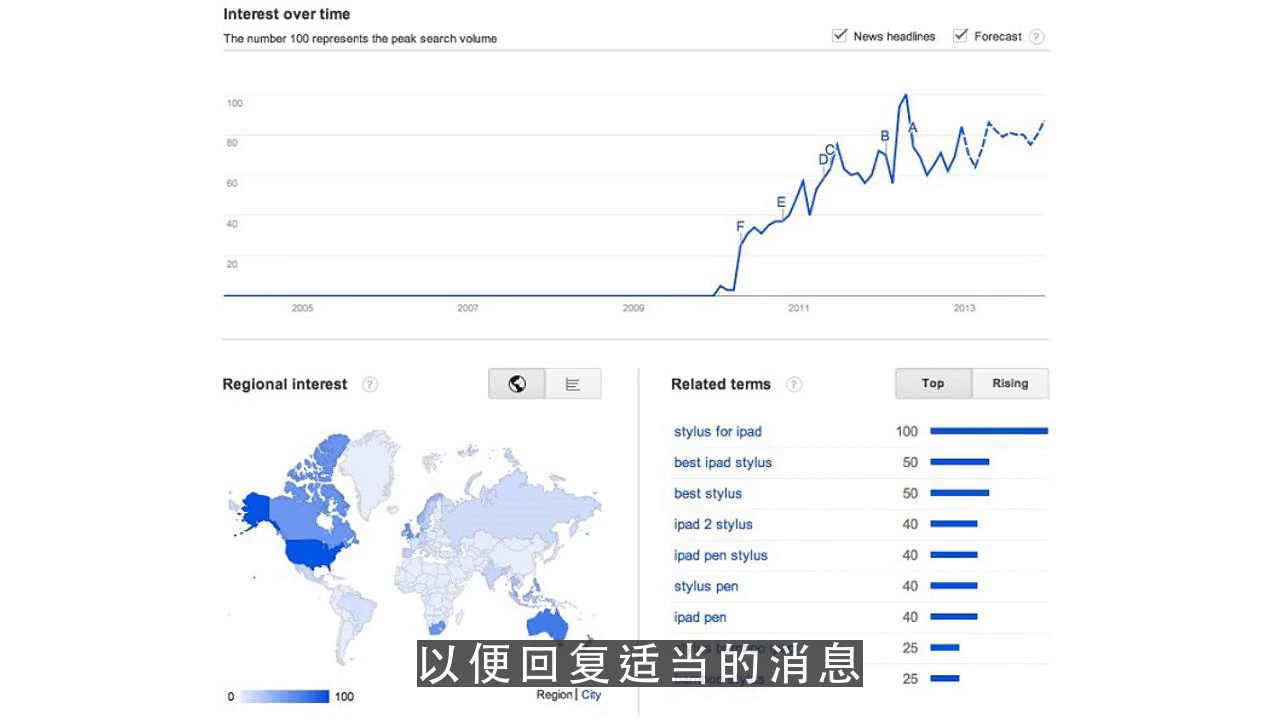 Interest over time
The number 100 represents the peak search volume
News headlines
Forecast ?
100
80
60
40
20
A
B
C
D
E
F
2005 2007 2009 2011 2013
Regional interest ?
0 100
Region | City
Related terms ?
Top Rising
stylus for ipad 100
best ipad stylus 50
best stylus 50
ipad 2 stylus 40
ipad pen stylus 40
stylus pen 40
ipad pen 40
25
25
以便回复适当的消息